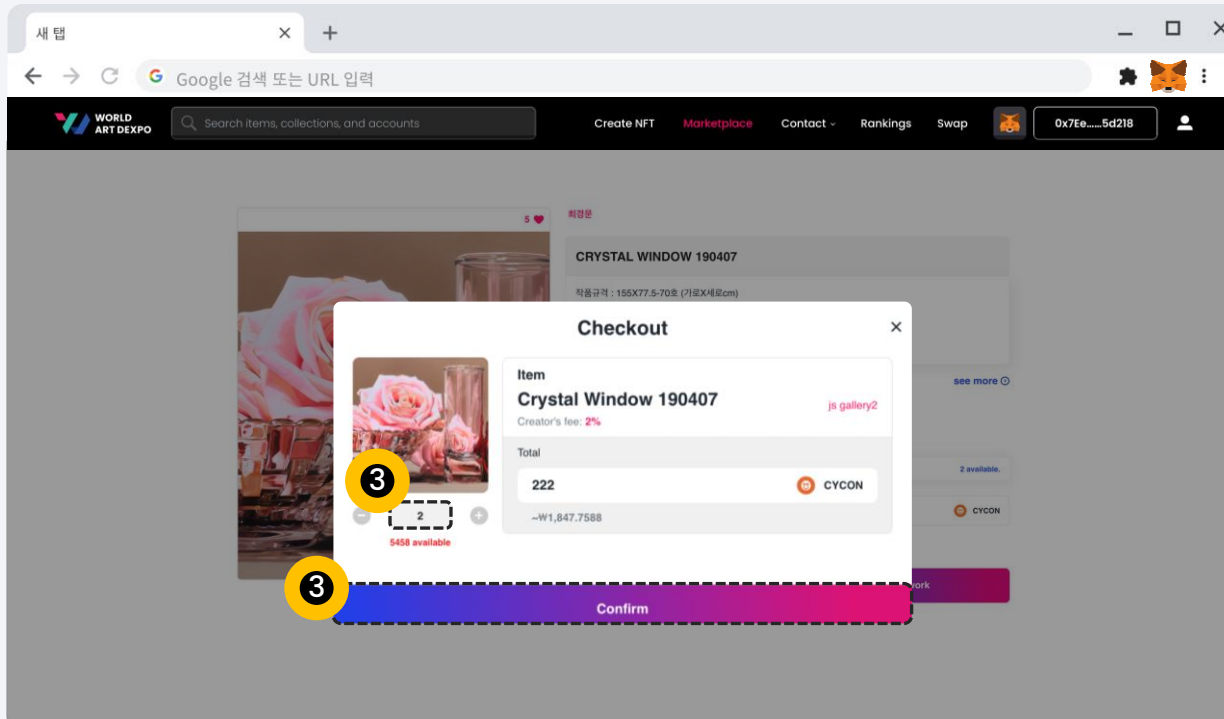 새 탭
Google 검색 또는 URL 입력
WORLD
ART DEXPO
Search items, collections, and accounts
Create NFT Marketplace Contact Rankings Swap 0x7Ee......5d218
5
최경문
CRYSTAL WINDOW 190407
작품규격 : 155X77.5-70호 (가로X세로cm)
Checkout
Item
Crystal Window 190407
js gallery2
Creator's fee: 2%
see more
Total
222 CYCON
~₩1,847.7588
3
2
5458 available
2 available.
CYCON
3
Confirm